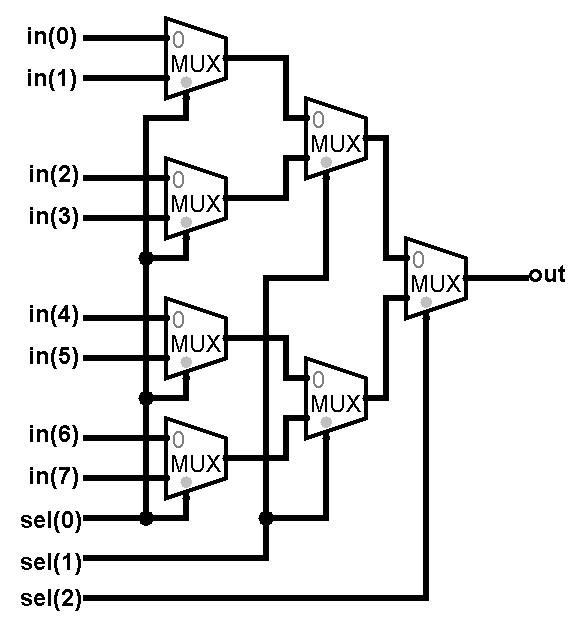 in(0)
0
in(1)
MUX
0
MUX
in(2)
0
in(3)
MUX
0
MUX
out
in(4)
0
in(5)
MUX
0
MUX
in(6)
0
in(7)
MUX
sel(0)
sel(1)
sel(2)